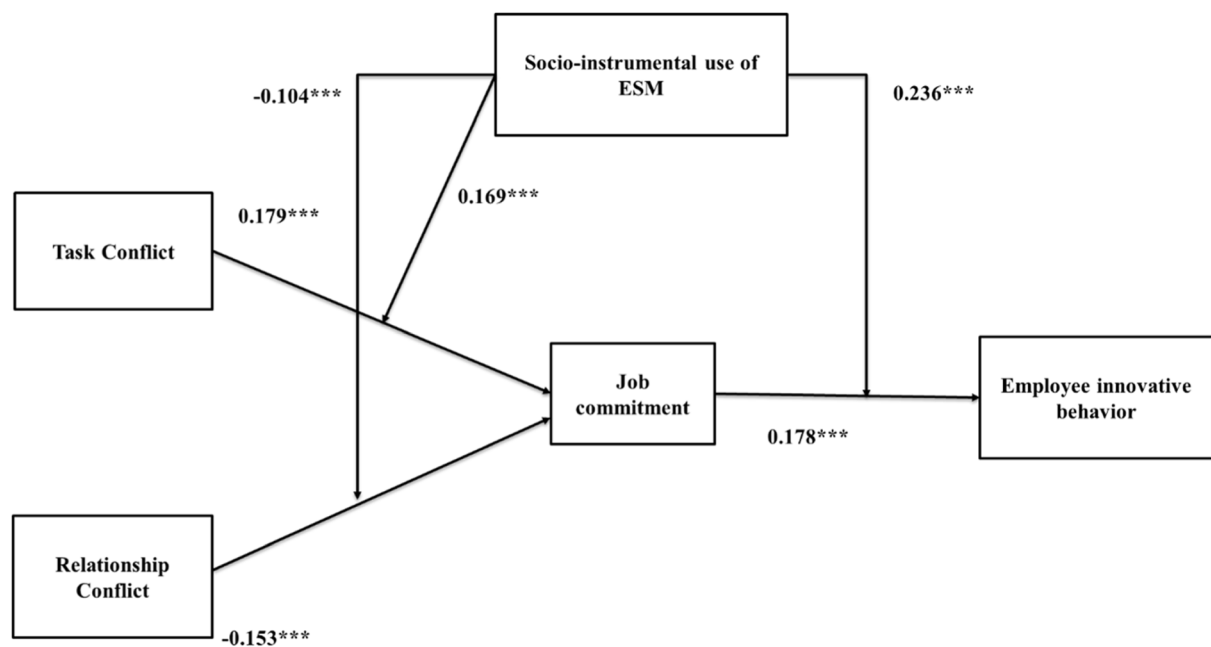 Socio-instrumental use of
ESM
-0.104***
0.236***
0.169***
0.179***
Task Conflict
Job
commitment
Employee innovative
behavior
0.178***
Relationship
Conflict
-0.153***